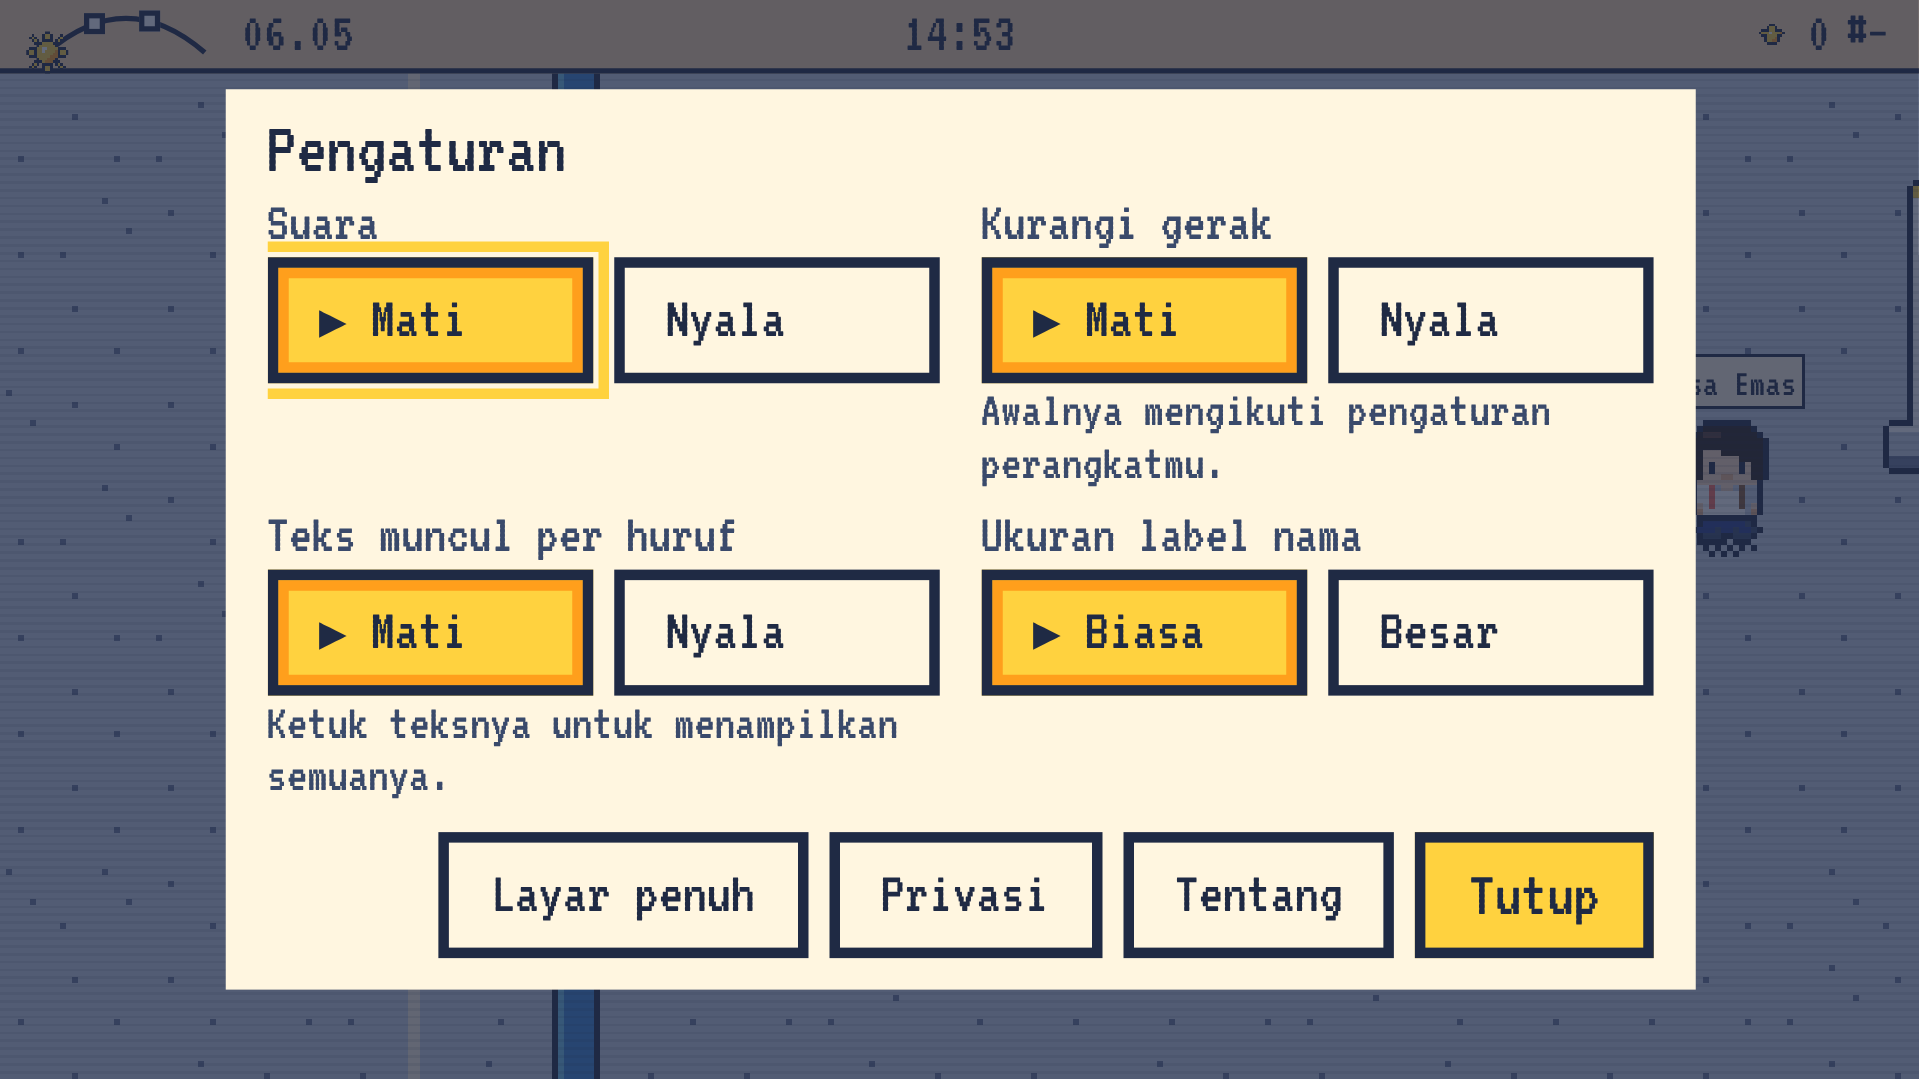 06.05
14:53
0 #-
Pengaturan
Suara
▶ Mati
Nyala
Kurangi gerak
▶ Mati
Nyala
Awalnya mengikuti pengaturan
perangkatmu.
Teks muncul per huruf
▶ Mati
Nyala
Ketuk teksnya untuk menampilkan
semuanya.
Ukuran label nama
▶ Biasa
Besar
Emas
Layar penuh
Privasi
Tentang
Tutup